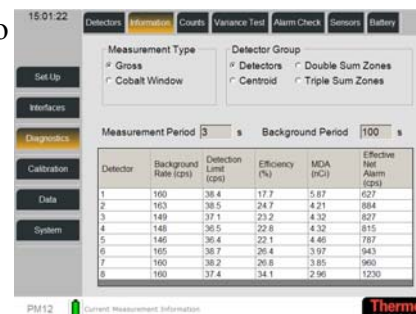 o
15:01:22
Detectors Information Counts Variance Test Alarm Check Sensors Battery
Measurement Type Detector Group
Gross Detectors Double Sum Zones
Cobalt Window Centroid Triple Sum Zones
Set Up
Interfaces
Diagnostics
Calibration
Data
System
Measurement Period 3 s Background Period 100 s
Detector Background Rate (cps) Detection Limit (cps) Efficiency (%) MDA (nCi) Effective Net Alarm (cps)
1 160 38.4 17.7 5.87 627
2 163 38.5 24.7 4.21 884
3 149 37.1 23.2 4.32 827
4 148 36.5 22.8 4.32 815
5 146 36.4 22.1 4.46 787
6 165 38.7 26.4 3.97 943
7 160 38.2 26.8 3.85 960
8 160 37.4 34.1 2.96 1230
PM12 Current Measurement Information Thermo